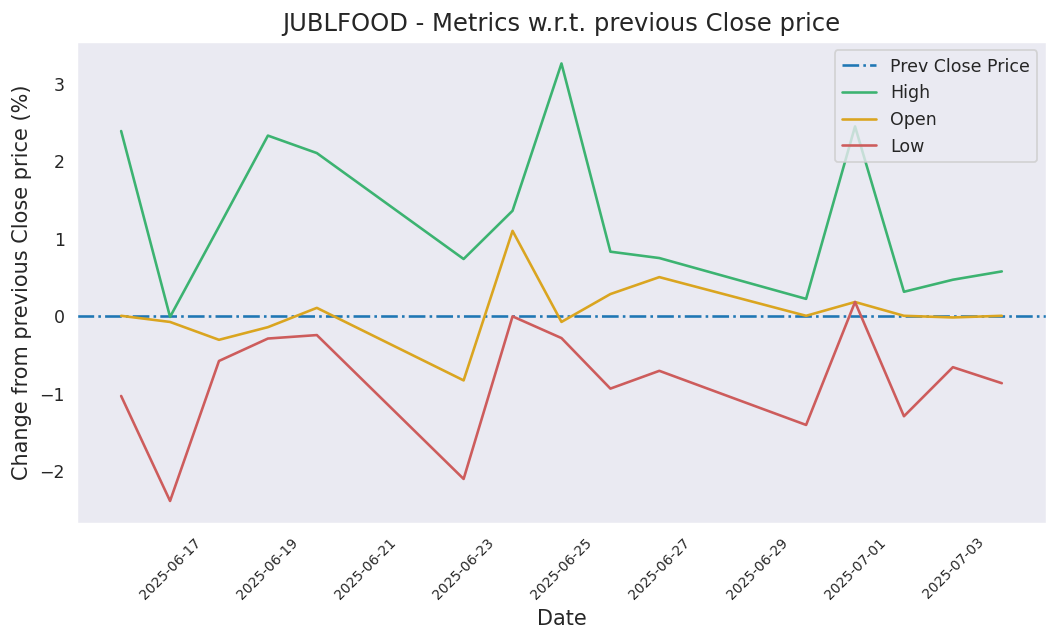 JUBLFOOD - Metrics w.r.t. previous Close price
Change from previous Close price (%)
3
2
1
0
−1
−2
Prev Close Price
High
Open
Low
2025-06-17
2025-06-19
2025-06-21
2025-06-23
2025-06-25
2025-06-27
2025-06-29
2025-07-01
2025-07-03
Date